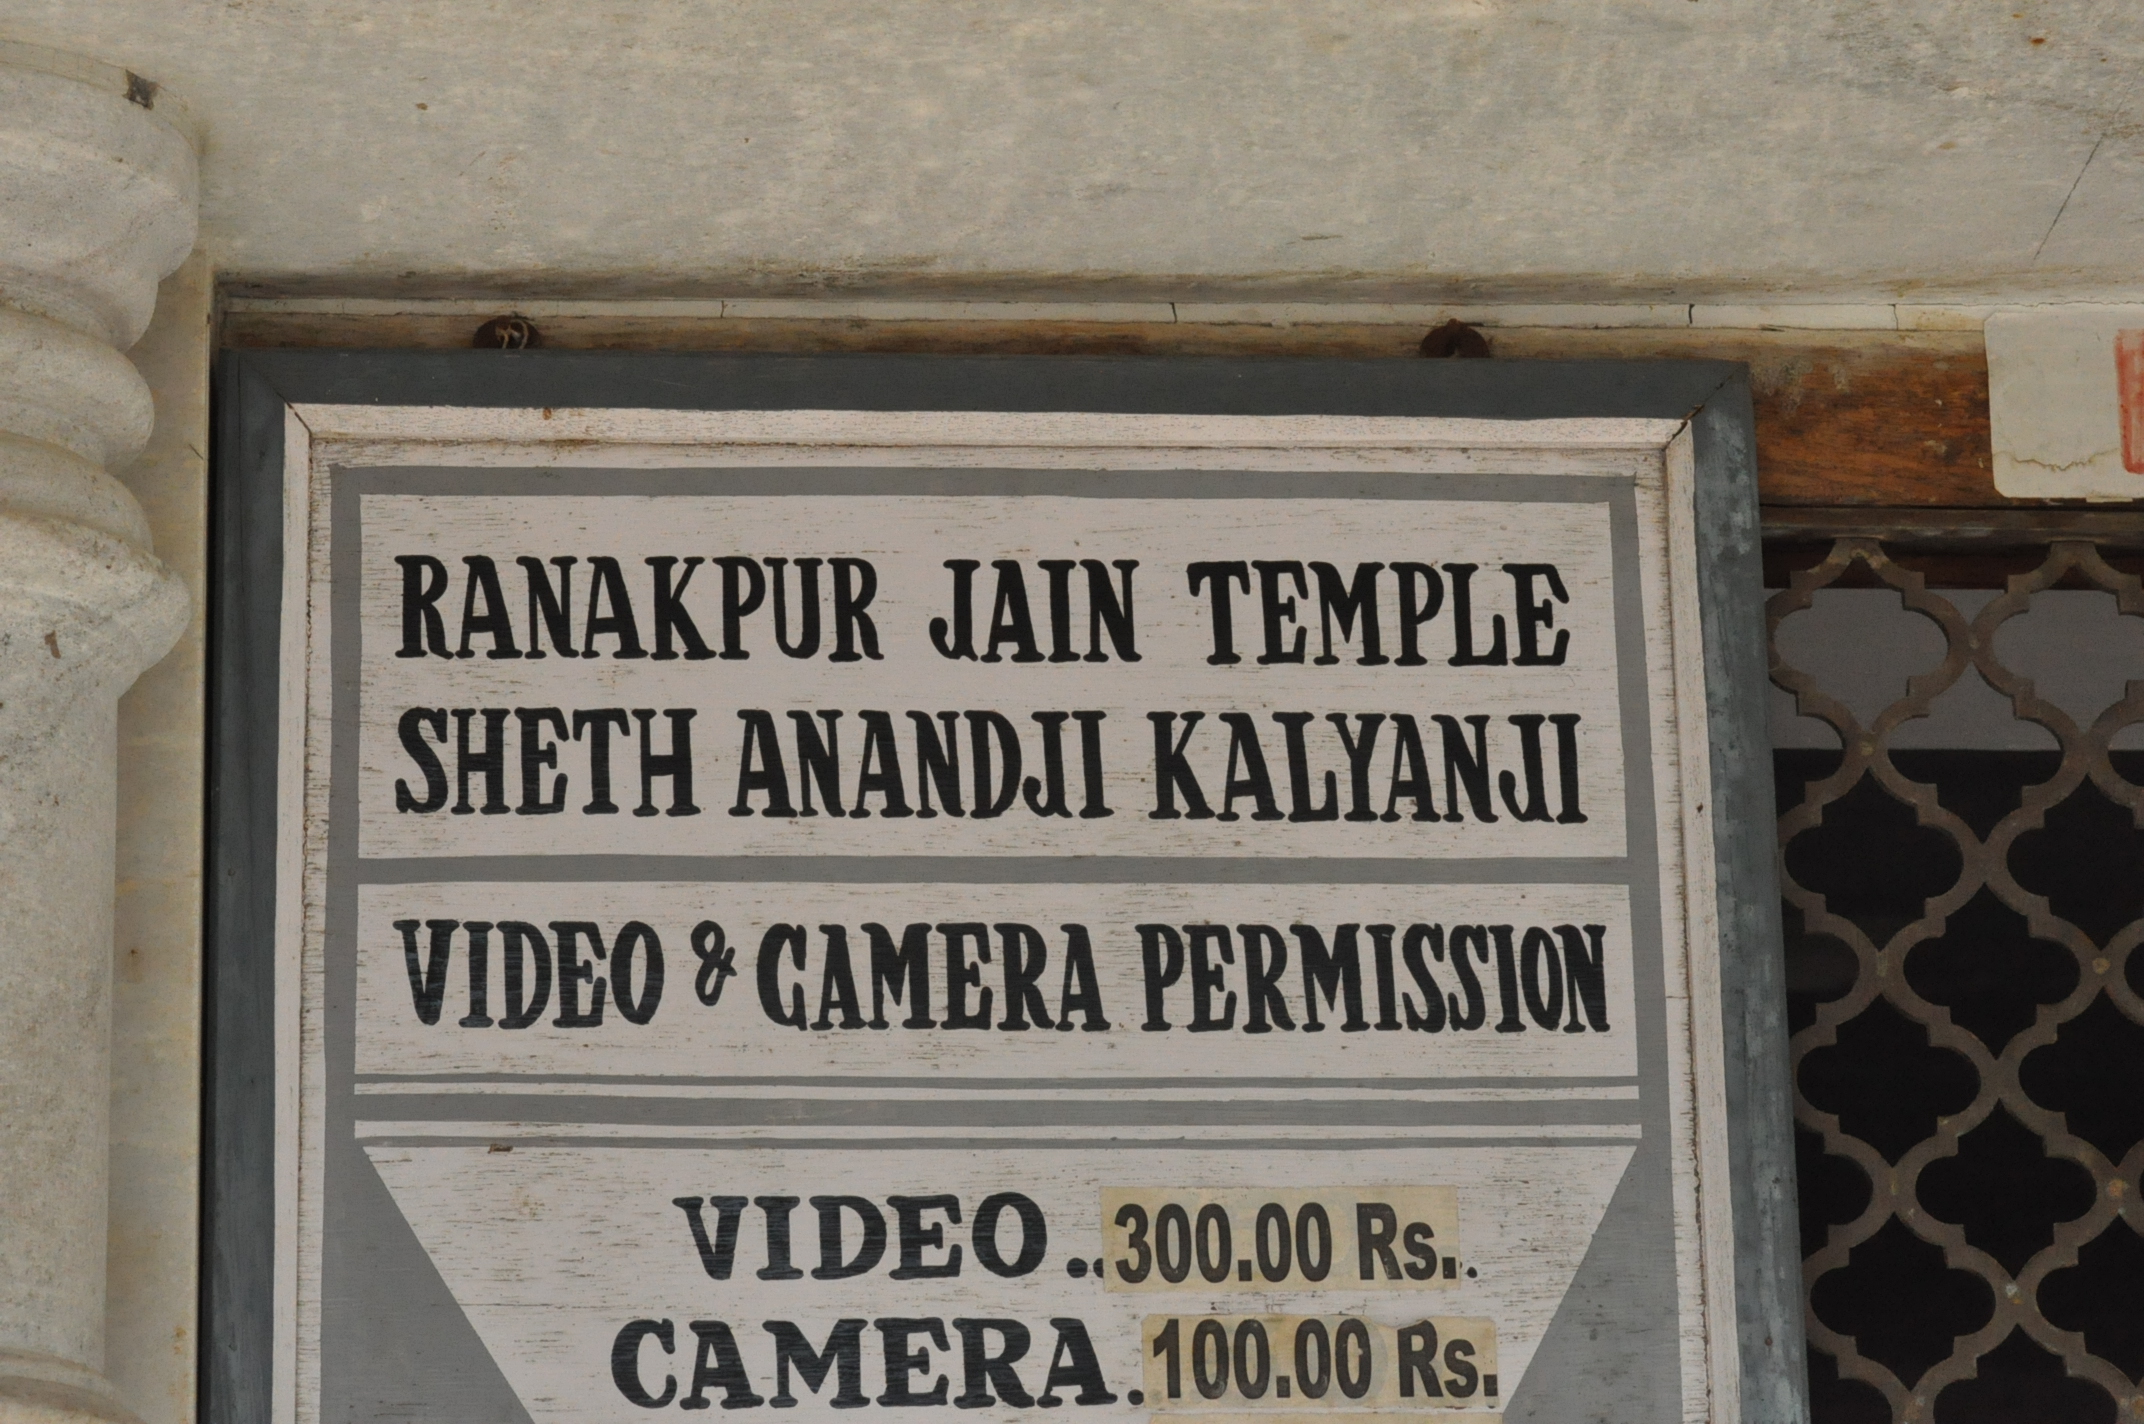 RANAKPUR JAIN TEMPLE
SHETH ANANDJI KALYANJI
VIDEO & CAMERA PERMISSION
VIDEO ..300.00 Rs..
CAMERA.100.00 Rs.